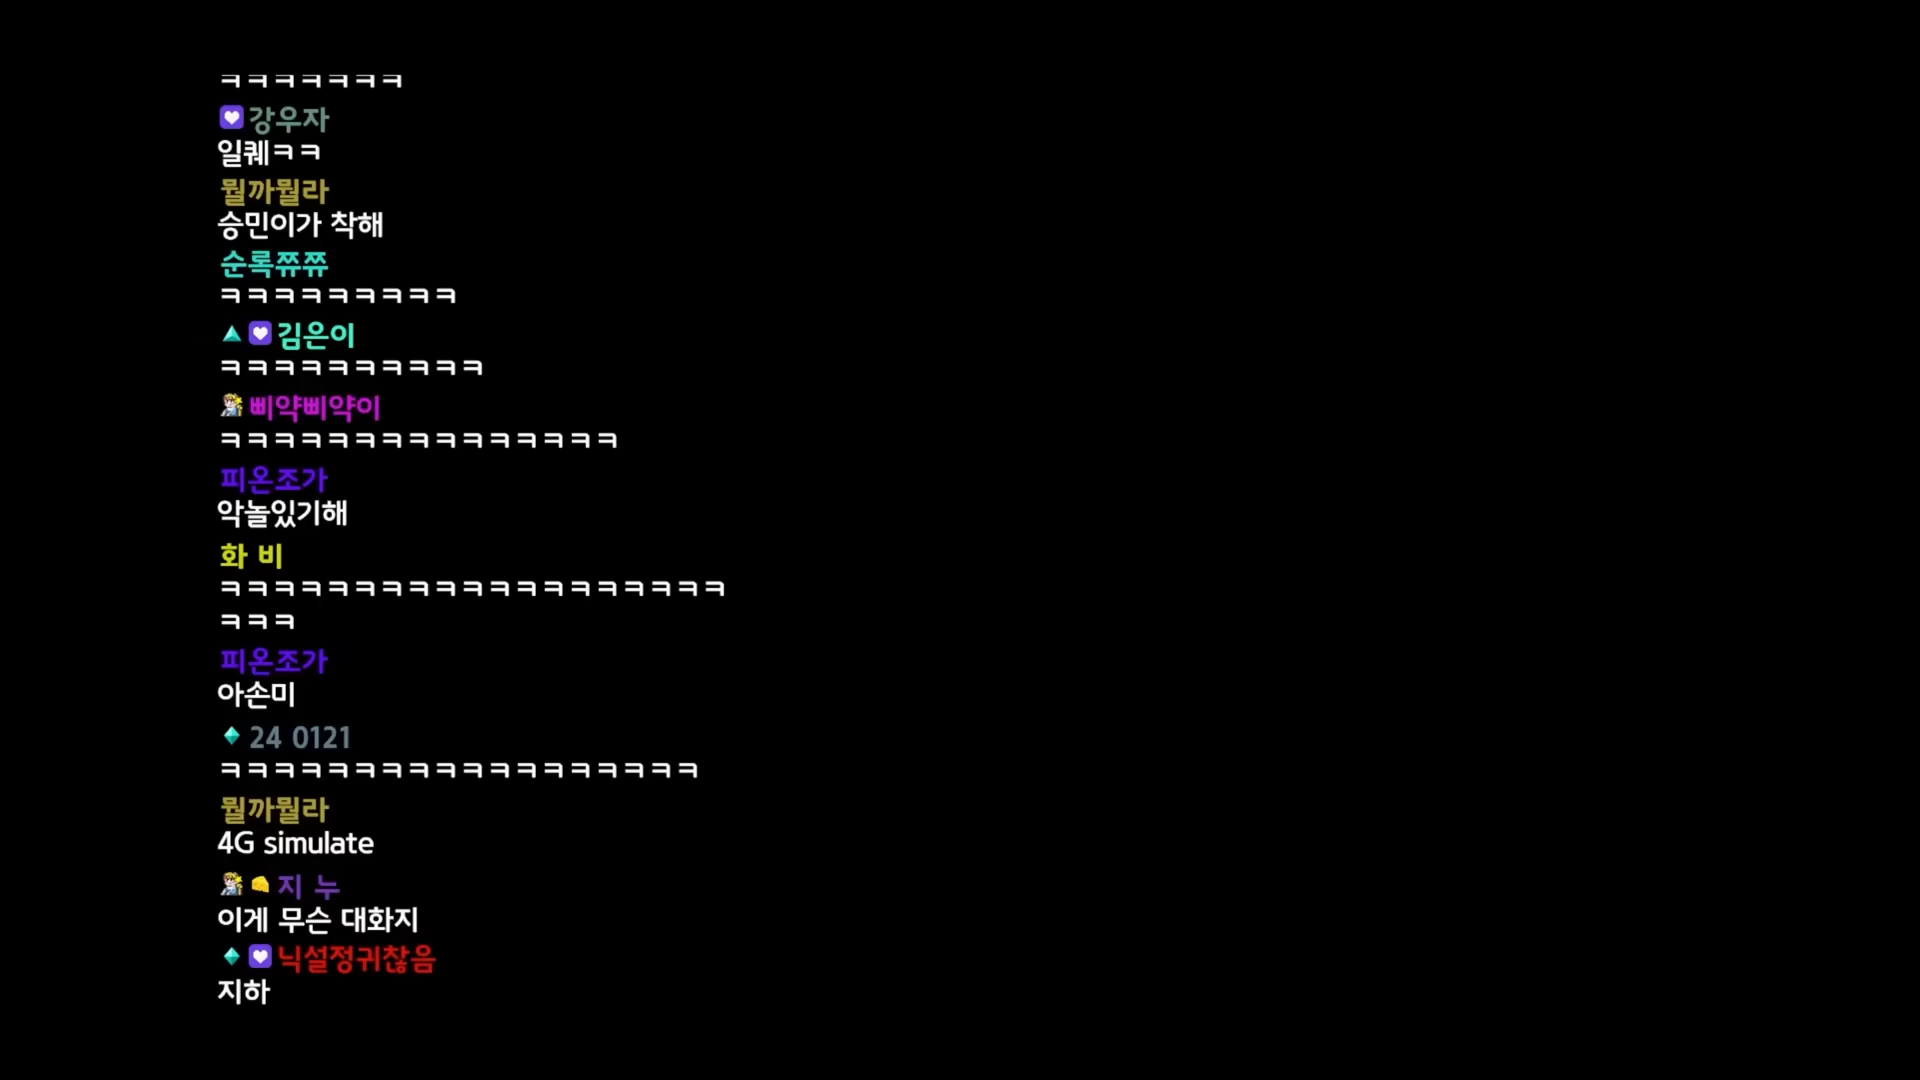 ㅋㅋㅋㅋㅋㅋㅋ
강우자
일퀘ㅋㅋ
뭘까뭘라
승민이가 착해
순록쮸쮸
ㅋㅋㅋㅋㅋㅋㅋㅋㅋ
김은이
ㅋㅋㅋㅋㅋㅋㅋㅋㅋㅋ
삐약삐약이
ㅋㅋㅋㅋㅋㅋㅋㅋㅋㅋㅋㅋㅋㅋㅋ
피온조가
악놀있기해
화 비
ㅋㅋㅋㅋㅋㅋㅋㅋㅋㅋㅋㅋㅋㅋㅋㅋㅋㅋㅋ
ㅋㅋㅋ
피온조가
아손미
24 0121
ㅋㅋㅋㅋㅋㅋㅋㅋㅋㅋㅋㅋㅋㅋㅋㅋㅋㅋ
뭘까뭘라
4G simulate
지 누
이게 무슨 대화지
닉설정귀찮음
지하